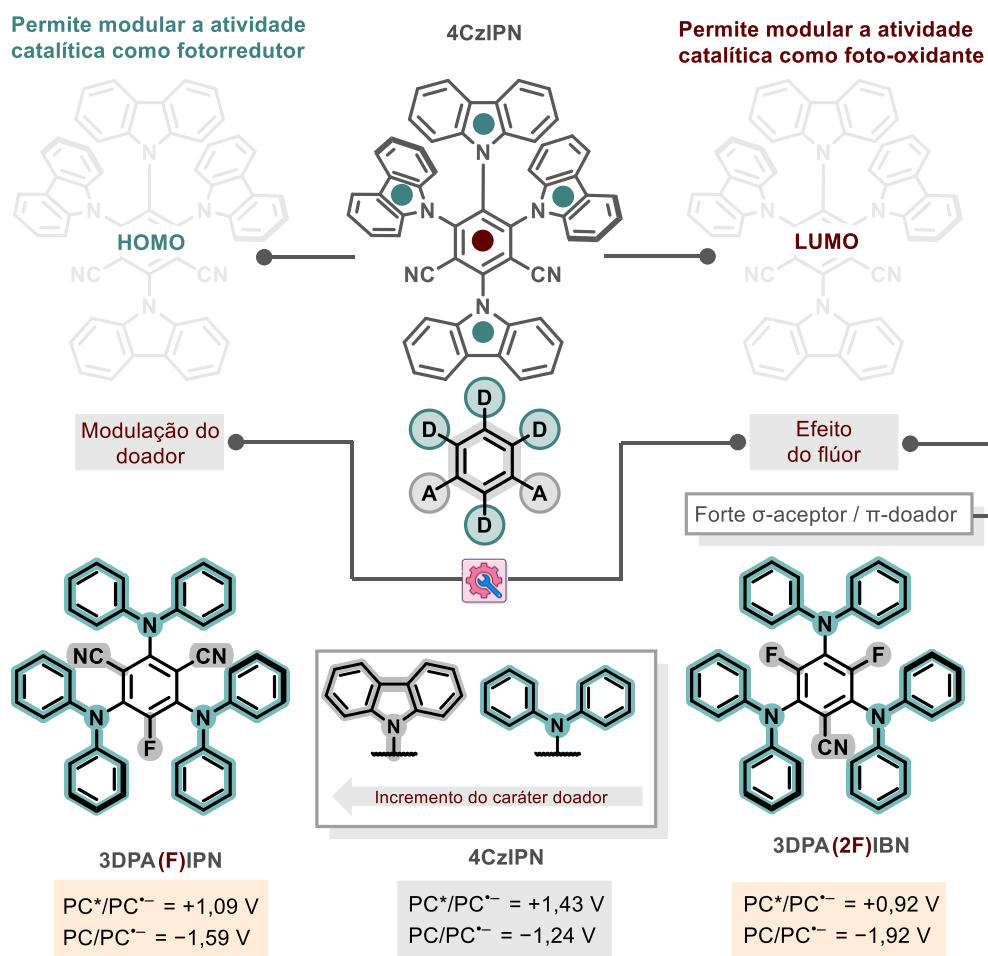 Permite modular a atividade
catalítica como fotorredutor
4CzIPN
Permite modular a atividade
catalítica como foto-oxidante
N
N
N
HOMO
NC
CN
N
N
N
N
NC
CN
N
N
N
N
LUMO
NC
CN
N
Modulação do
doador
D
D
D
A
A
D
Efeito
do flúor
Forte σ-aceptor / π-doador
N
NC
CN
N
N
F
N
N
Incremento do caráter doador
N
F
F
N
N
CN
3DPA(F)IPN
4CzIPN
3DPA(2F)IBN
PC*/PC•− = +1,09 V
PC/PC•− = −1,59 V
PC*/PC•− = +1,43 V
PC/PC•− = −1,24 V
PC*/PC•− = +0,92 V
PC/PC•− = −1,92 V